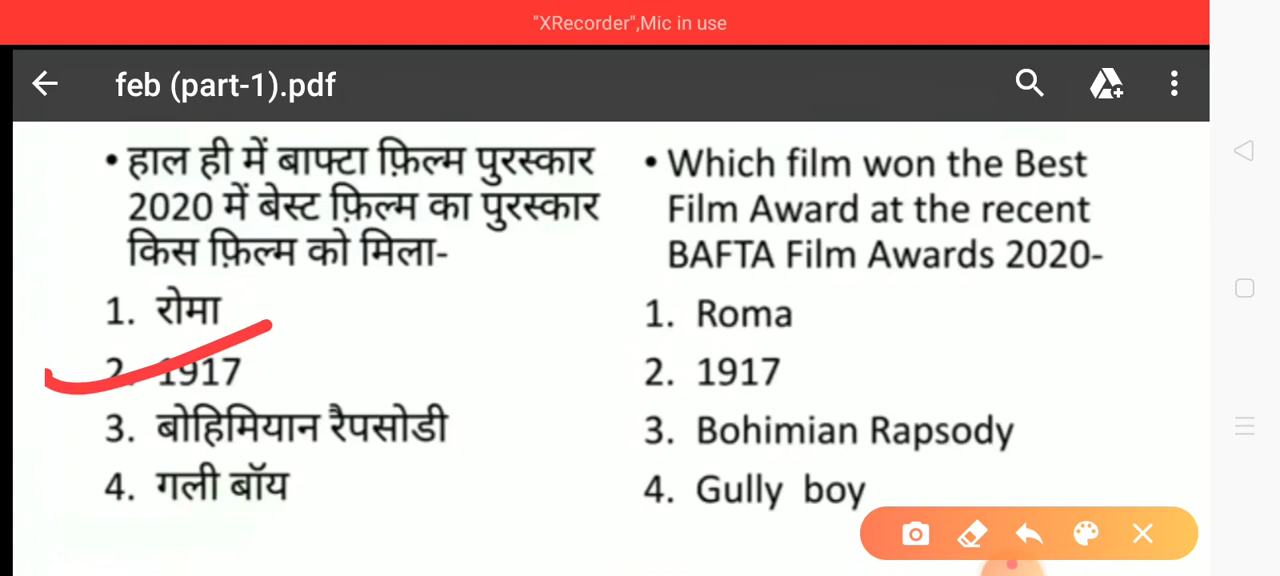 "XRecorder",Mic in use
feb (part-1).pdf
• हाल ही में बाफ्टा फ़िल्म पुरस्कार
2020 में बेस्ट फ़िल्म का पुरस्कार
किस फ़िल्म को मिला-
1. रोमा
2. 1917
3. बोहिमियान रैपसोडी
4. गली बॉय
• Which film won the Best
Film Award at the recent
BAFTA Film Awards 2020-
1. Roma
2. 1917
3. Bohimian Rapsody
4. Gully boy